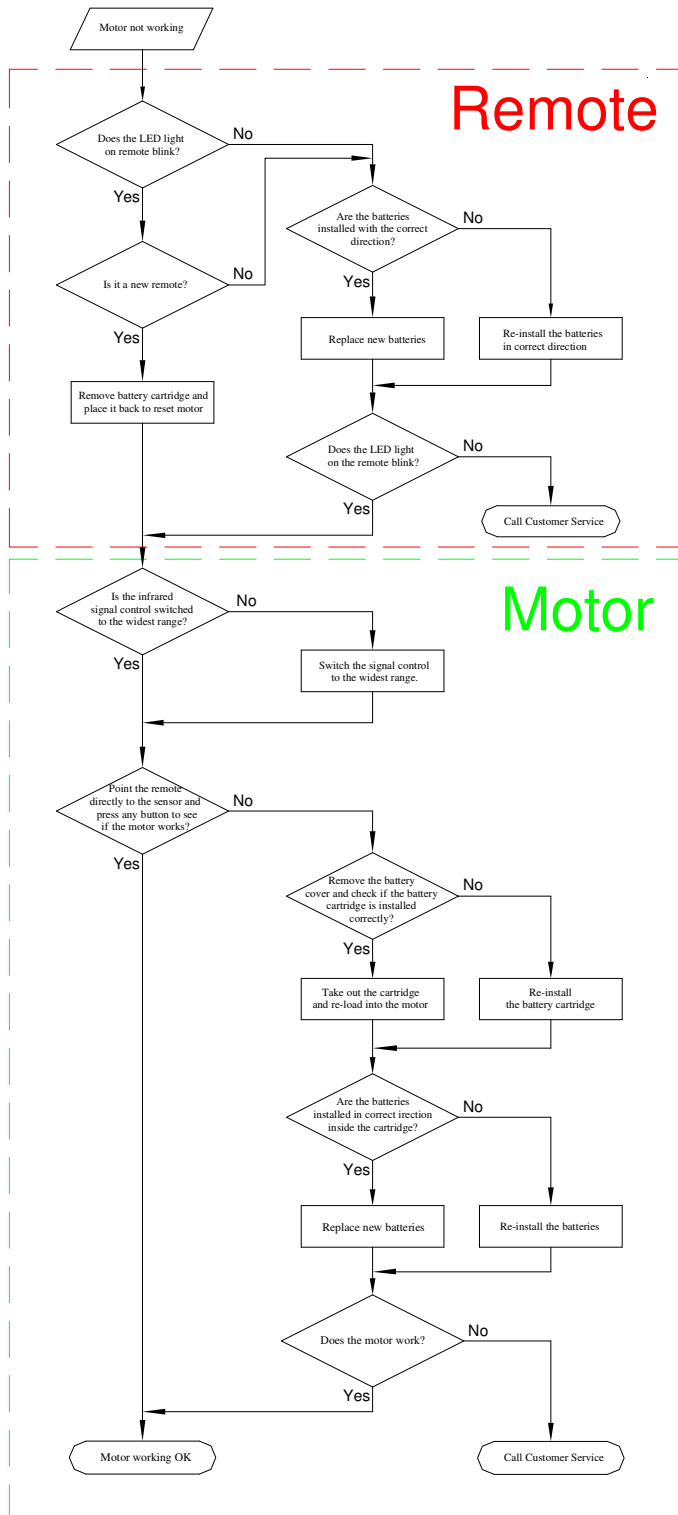 Motor not working
Remote
Does the LED light
on remote blink?
No
Yes
Are the batteries
installed with the correct
direction?
No
Yes
Is it a new remote?
No
Yes
Replace new batteries
Re-install the batteries
in correct direction
Remove battery cartridge and
place it back to reset motor
Does the LED light
on the remote blink?
No
Yes
Call Customer Service
Motor
Is the infrared
signal control switched
to the widest range?
No
Yes
Switch the signal control
to the widest range.
Point the remote
directly to the sensor and
press any button to see
if the motor works?
No
Yes
Remove the battery
cover and check if the battery
cartridge is installed
correctly?
No
Yes
Take out the cartridge
and re-load into the motor
Re-install
the battery cartridge
Are the batteries
installed in correct irection
inside the cartridge?
No
Yes
Replace new batteries
Re-install the batteries
Does the motor work?
No
Yes
Motor working OK
Call Customer Service